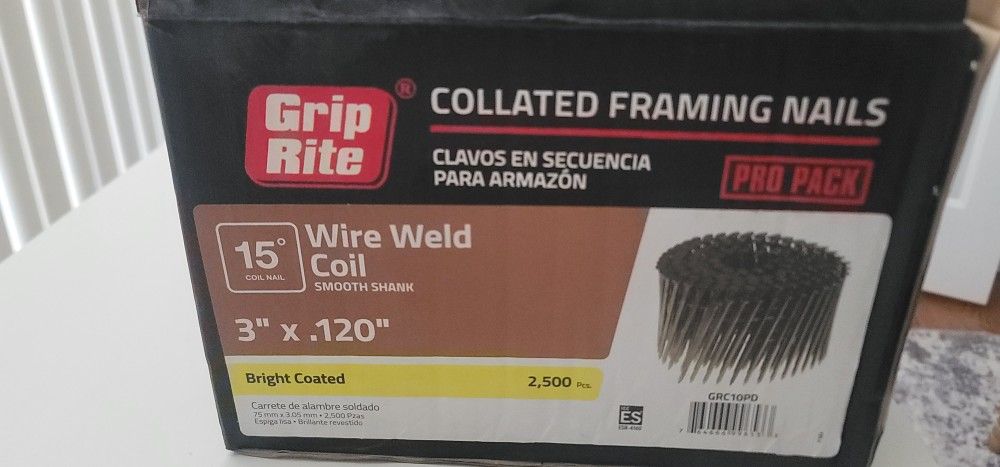 Grip
Rite
®
COLLATED FRAMING NAILS
CLAVOS EN SECUENCIA
PARA ARMAZÓN
PRO PACK
15°
COIL NAIL
Wire Weld
Coil
SMOOTH SHANK
3" x .120"
Bright Coated
2,500 Pcs.
Carrete de alambre soldado
75 mm x 3.05 mm • 2,500 Pzas
Espiga lisa • Brillante revestido
ES
GRC10PD